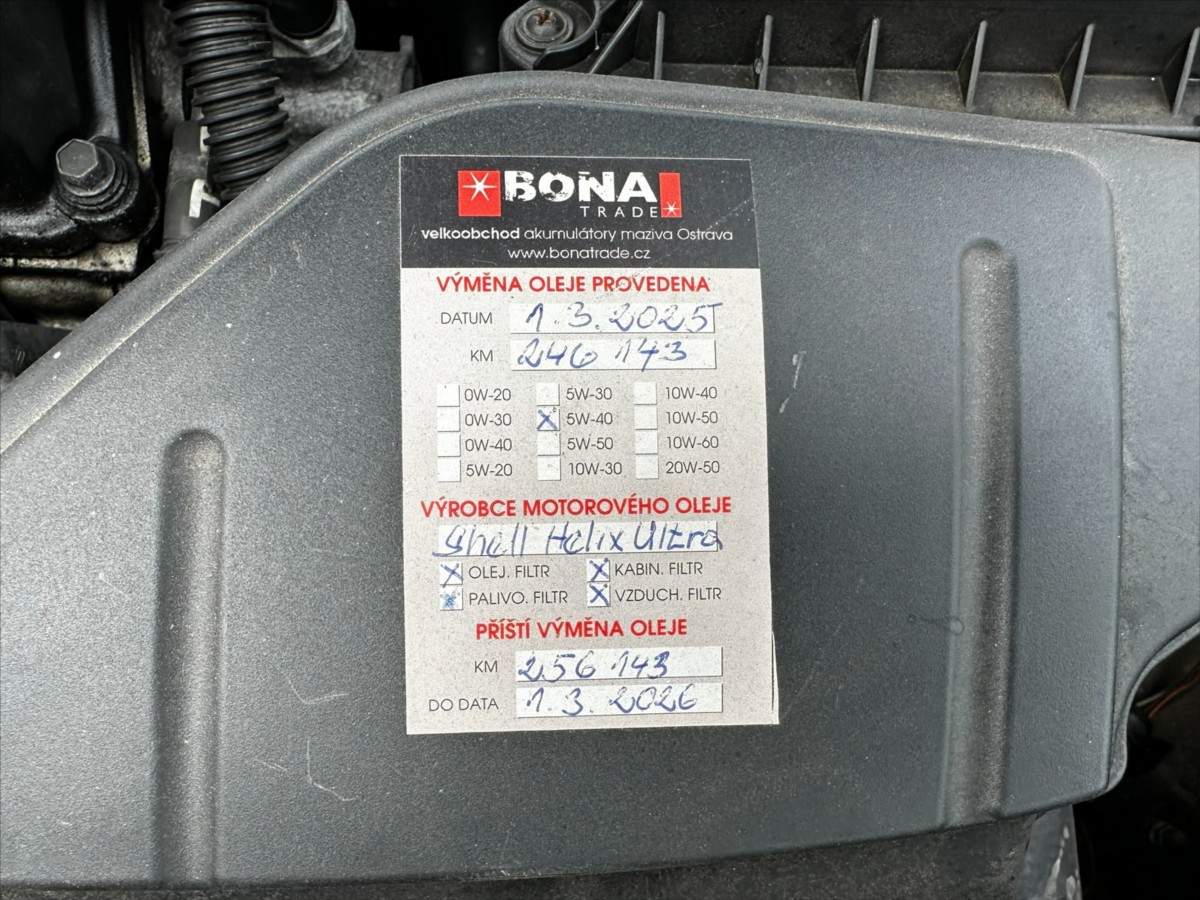 BONA
TRADE
velkoobchod akumulátory maziva Ostrava
www.bonatrade.cz
VÝMĚNA OLEJE PROVEDENA
DATUM 1.3.2025
KM 246 143
0W-20 5W-30 10W-40
0W-30 X 5W-40 10W-50
0W-40 5W-50 10W-60
5W-20 10W-30 20W-50
VÝROBCE MOTOROVÉHO OLEJE
Shell Helix Ultra
X OLEJ. FILTR X KABIN. FILTR
PALIVO. FILTR X VZDUCH. FILTR
PŘÍŠTÍ VÝMĚNA OLEJE
KM 256 143
DO DATA 1.3.2026